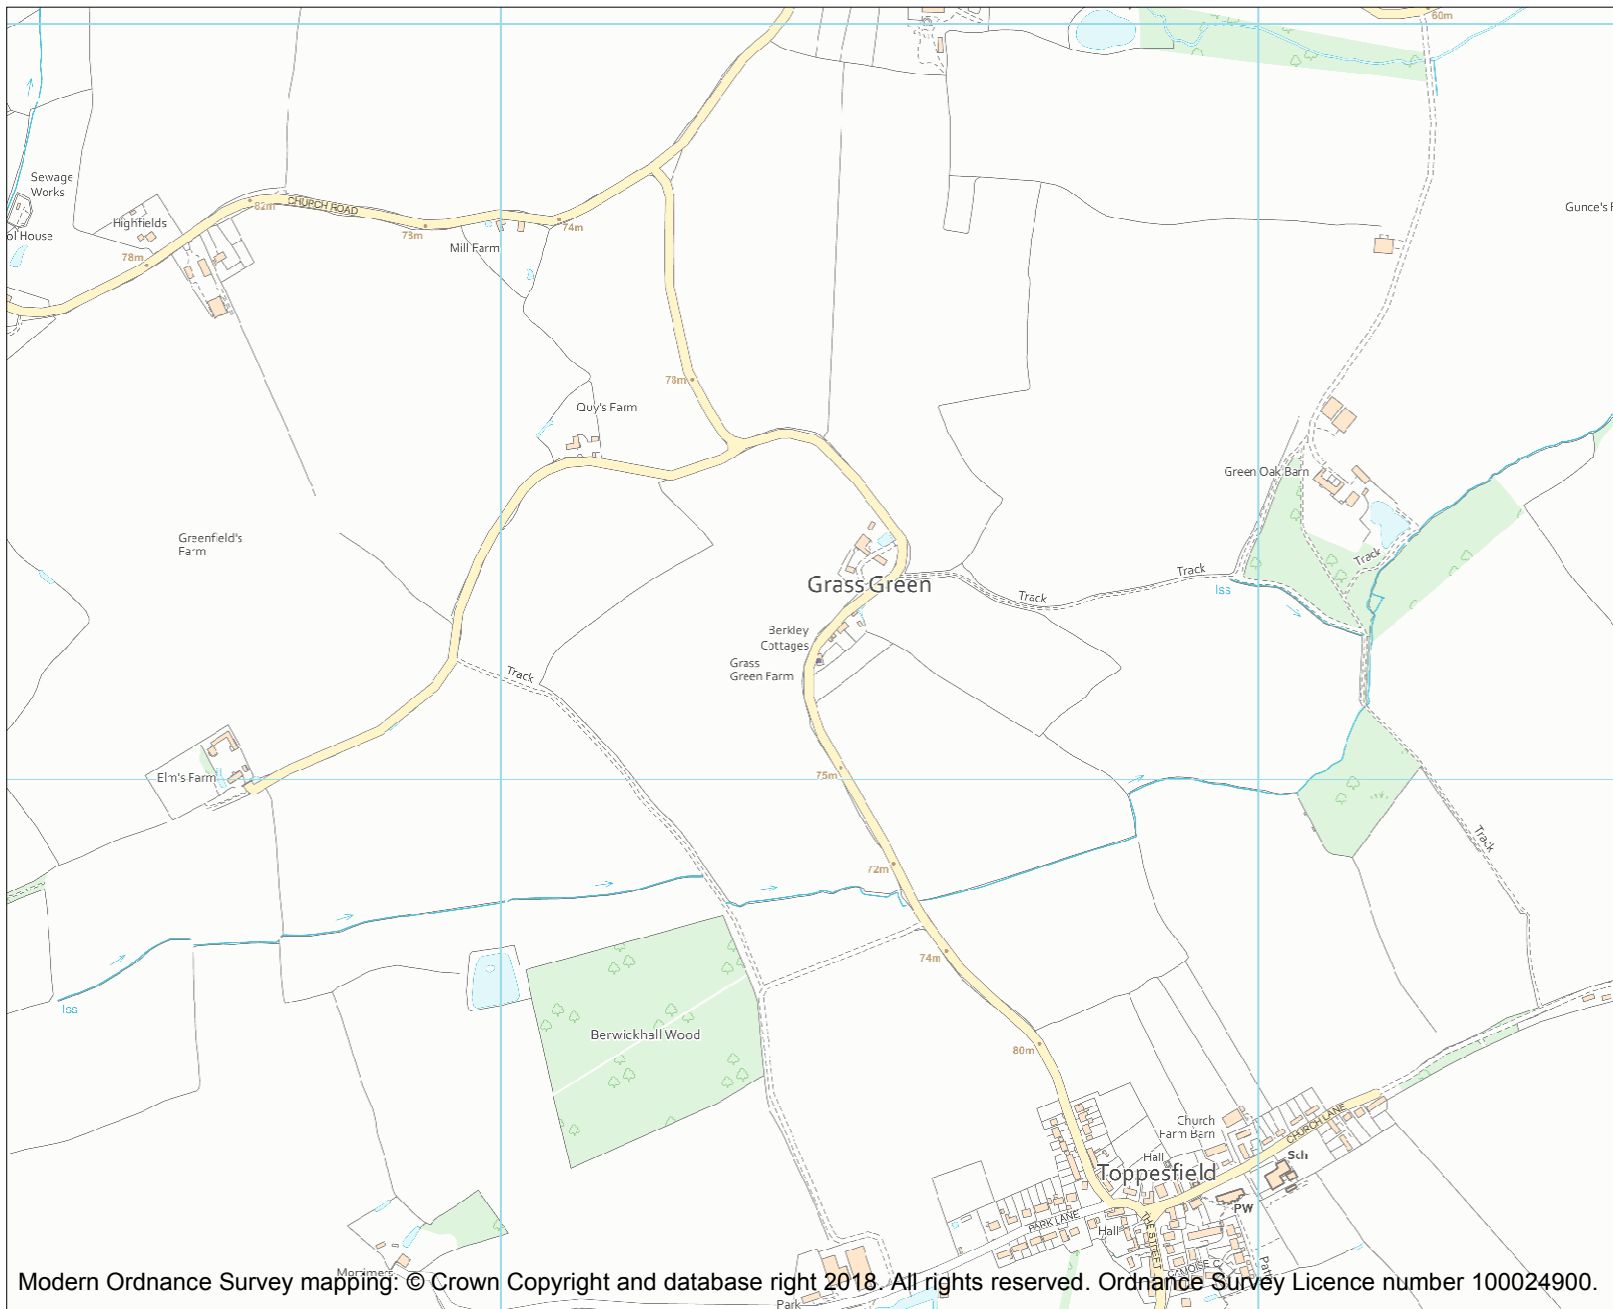 60m
Sewage
Works
Highfields
82m
CHURCH ROAD
Gunce's F
ol House
73m
74m
Mill Farm
78m
78m
Quy's Farm
Green Oak Barn
Greenfield's
Farm
Track
Track
Grass Green
Track
Iss
Berkley
Cottages
Grass
Green Farm
Track
75m
Elm's Farm
Track
72m
74m
Iss
Berwickhall Wood
80m
Church
Farm Barn
CHURCH LANE
Hall
Sch
Toppesfield
PW
PARK LANE
Hall
THE STREET
Path
Mortimers
Modern Ordnance Survey mapping: © Crown Copyright and database right 2018. All rights reserved. Ordnance Survey Licence number 100024900.
Park